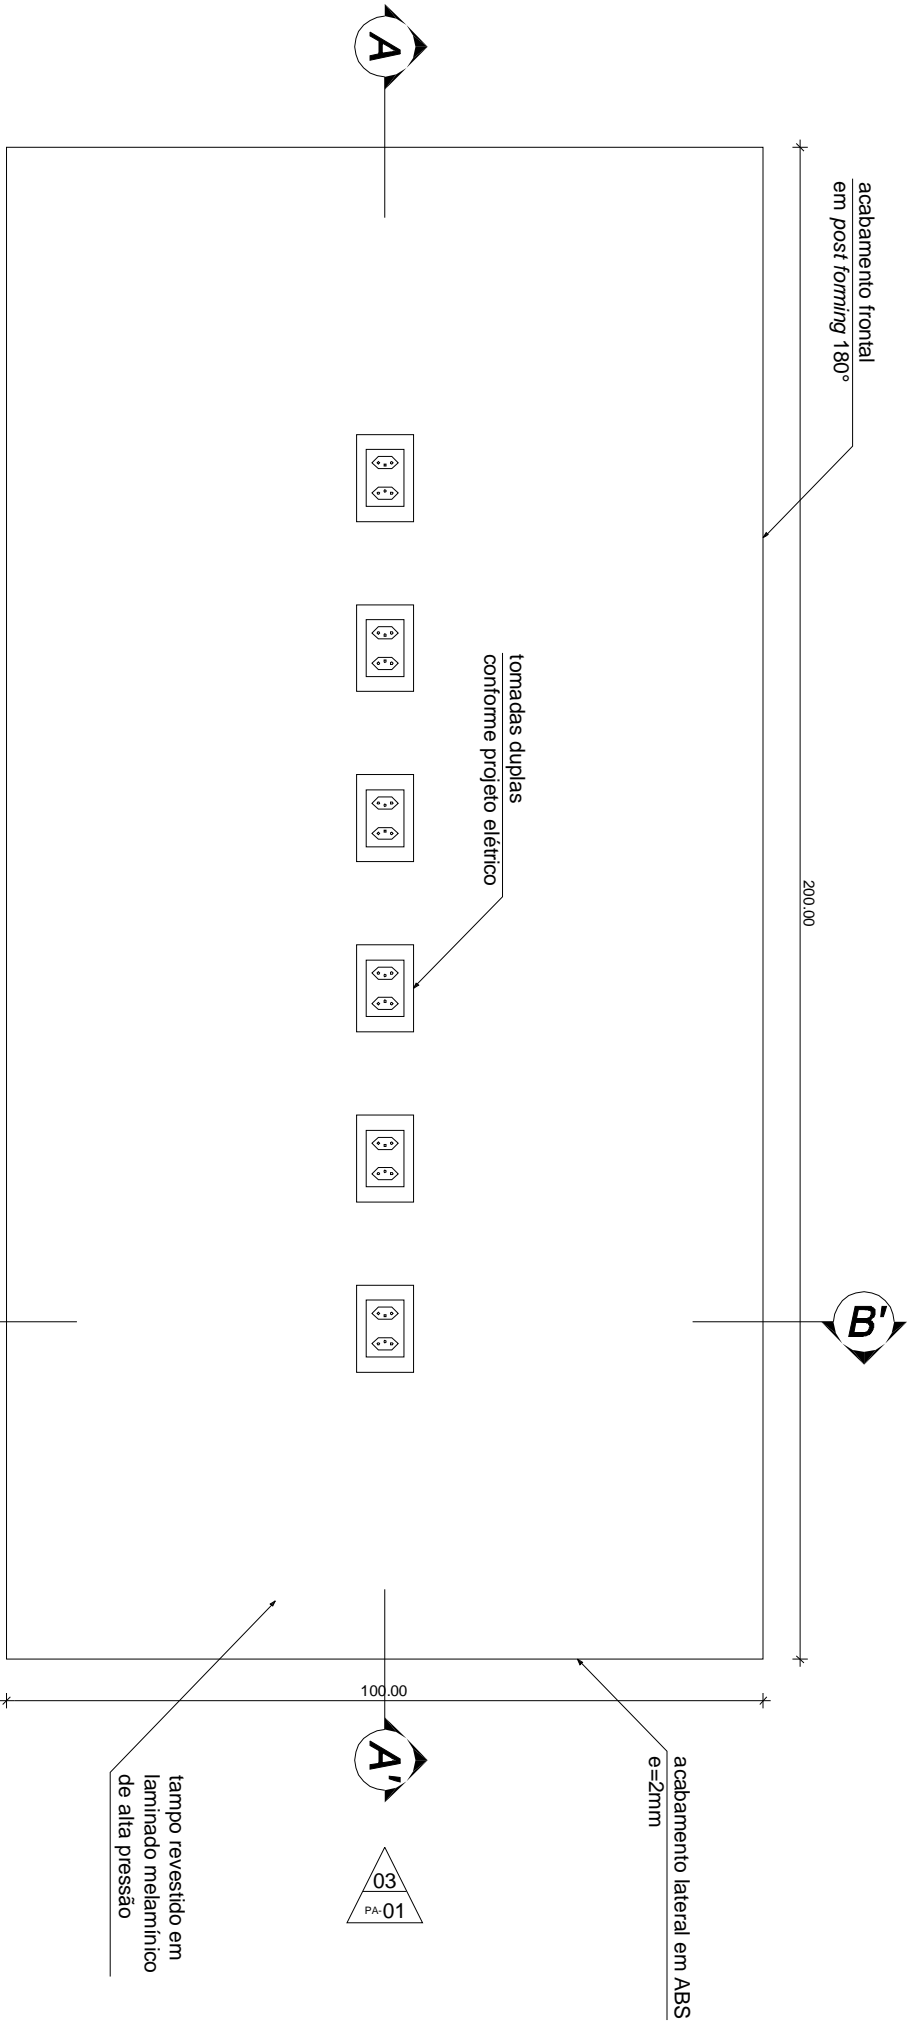 A
acabamento frontal
em post forming 180°
tomadas duplas
conforme projeto elétrico
200.00
B'
100.00
A'
acabamento lateral em ABS
e=2mm
tampo revestido em
laminado melamínico
de alta pressão
03
PA-01